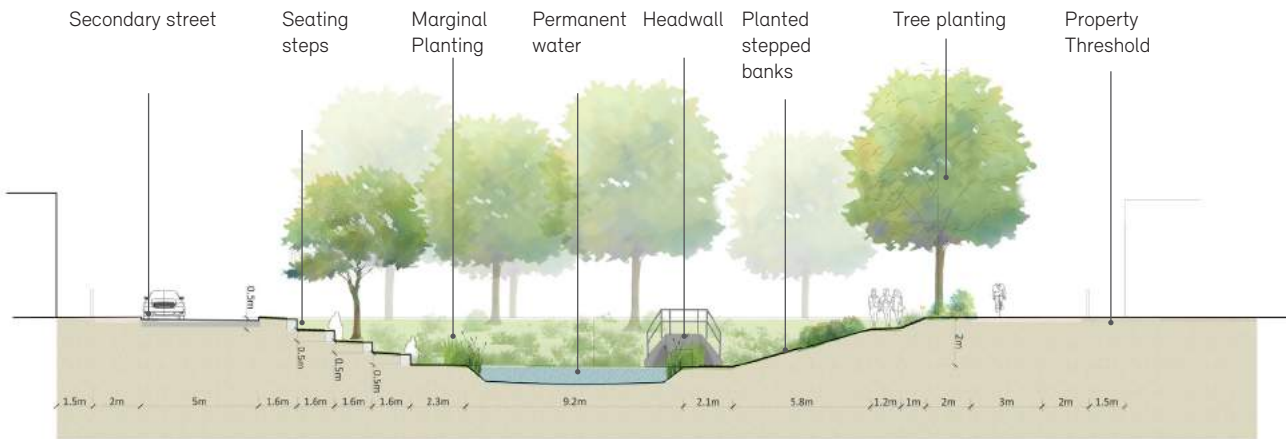 Secondary street
Seating
steps
Marginal
Planting
Permanent
water
Headwall
Planted
stepped
banks
Tree planting
Property
Threshold
0.5m
0.5m
0.5m
0.5m
2m
1.5m 2m 5m 1.6m 1.6m 1.6m 1.6m 2.3m 9.2m 2.1m 5.8m 1.2m 1m 2m 3m 2m 1.5m